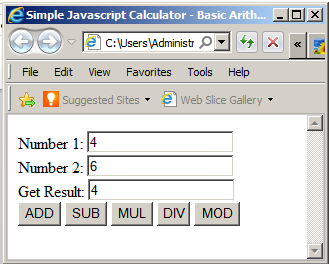 Simple Javascript Calculator - Basic Arith...
C:\Users\Administr
File Edit View Favorites Tools Help
Suggested Sites Web Slice Gallery
Number 1: 4
Number 2: 6
Get Result: 4
ADD SUB MUL DIV MOD